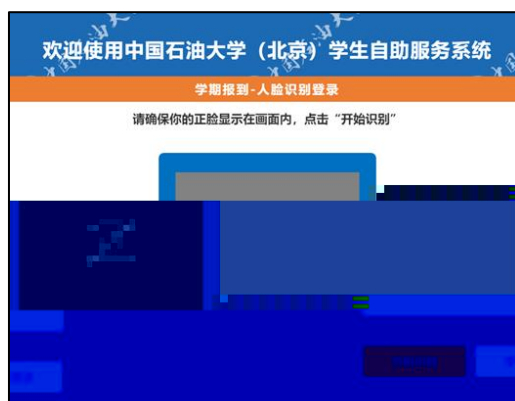 欢迎使用中国石油大学（北京）学生自助服务系统
学期报到-人脸识别登录
请确保你的正脸显示在画面内，点击“开始识别”